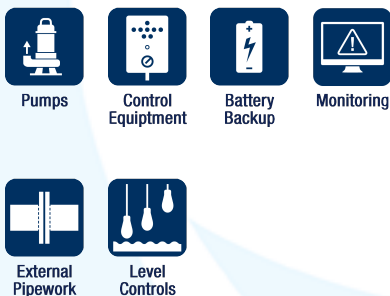 Pumps
Control
Equiptment
Battery
Backup
Monitoring
External
Pipework
Level
Controls